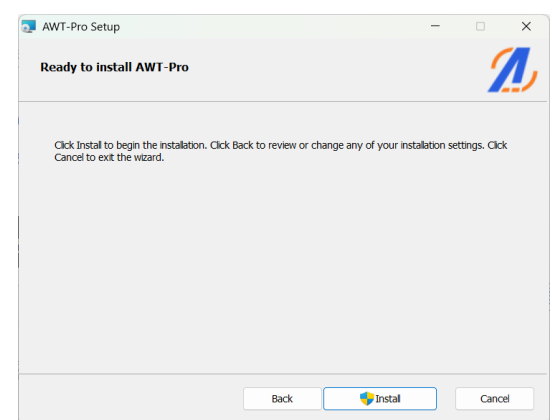 AWT-Pro Setup
Ready to install AWT-Pro
Click Install to begin the installation. Click Back to review or change any of your installation settings. Click
Cancel to exit the wizard.
Back
Install
Cancel